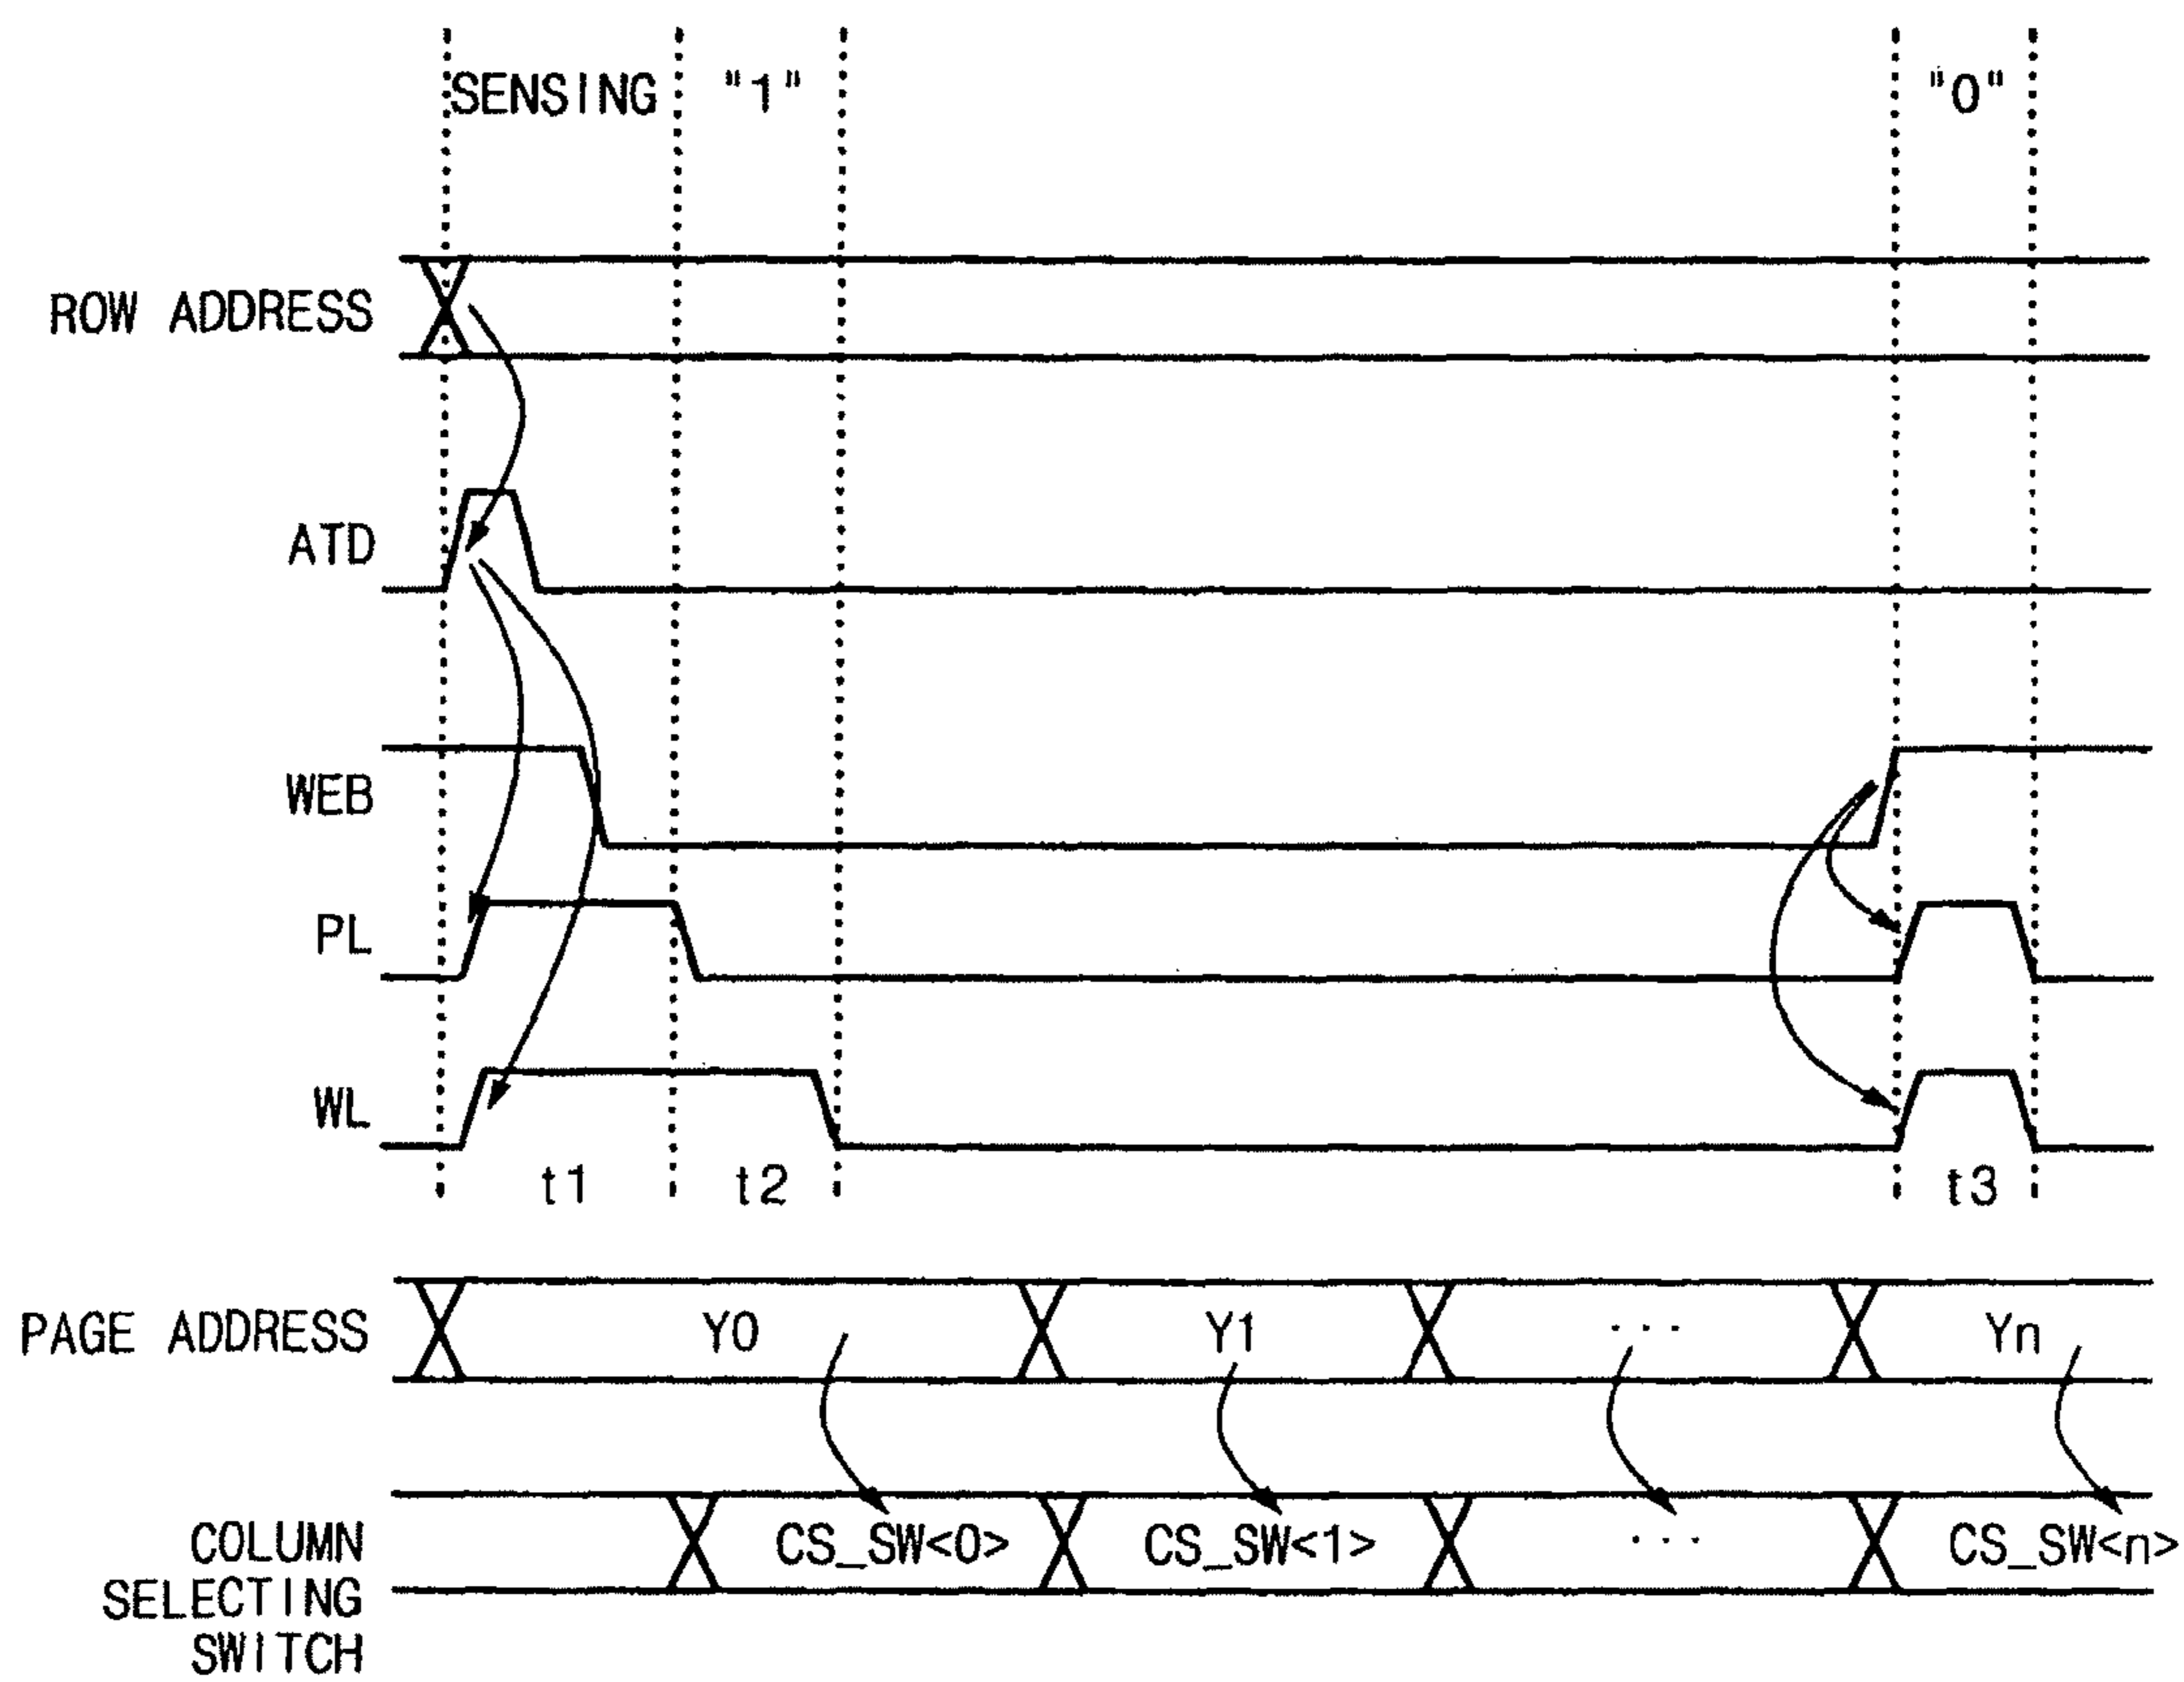 SENSING "1" "0"
ROW ADDRESS
ATD
WEB
PL
WL
t1 t2 t3
PAGE ADDRESS Y0 Y1 ... Yn
COLUMN CS_SW<0> CS_SW<1> ... CS_SW<n>
SELECTING
SWITCH